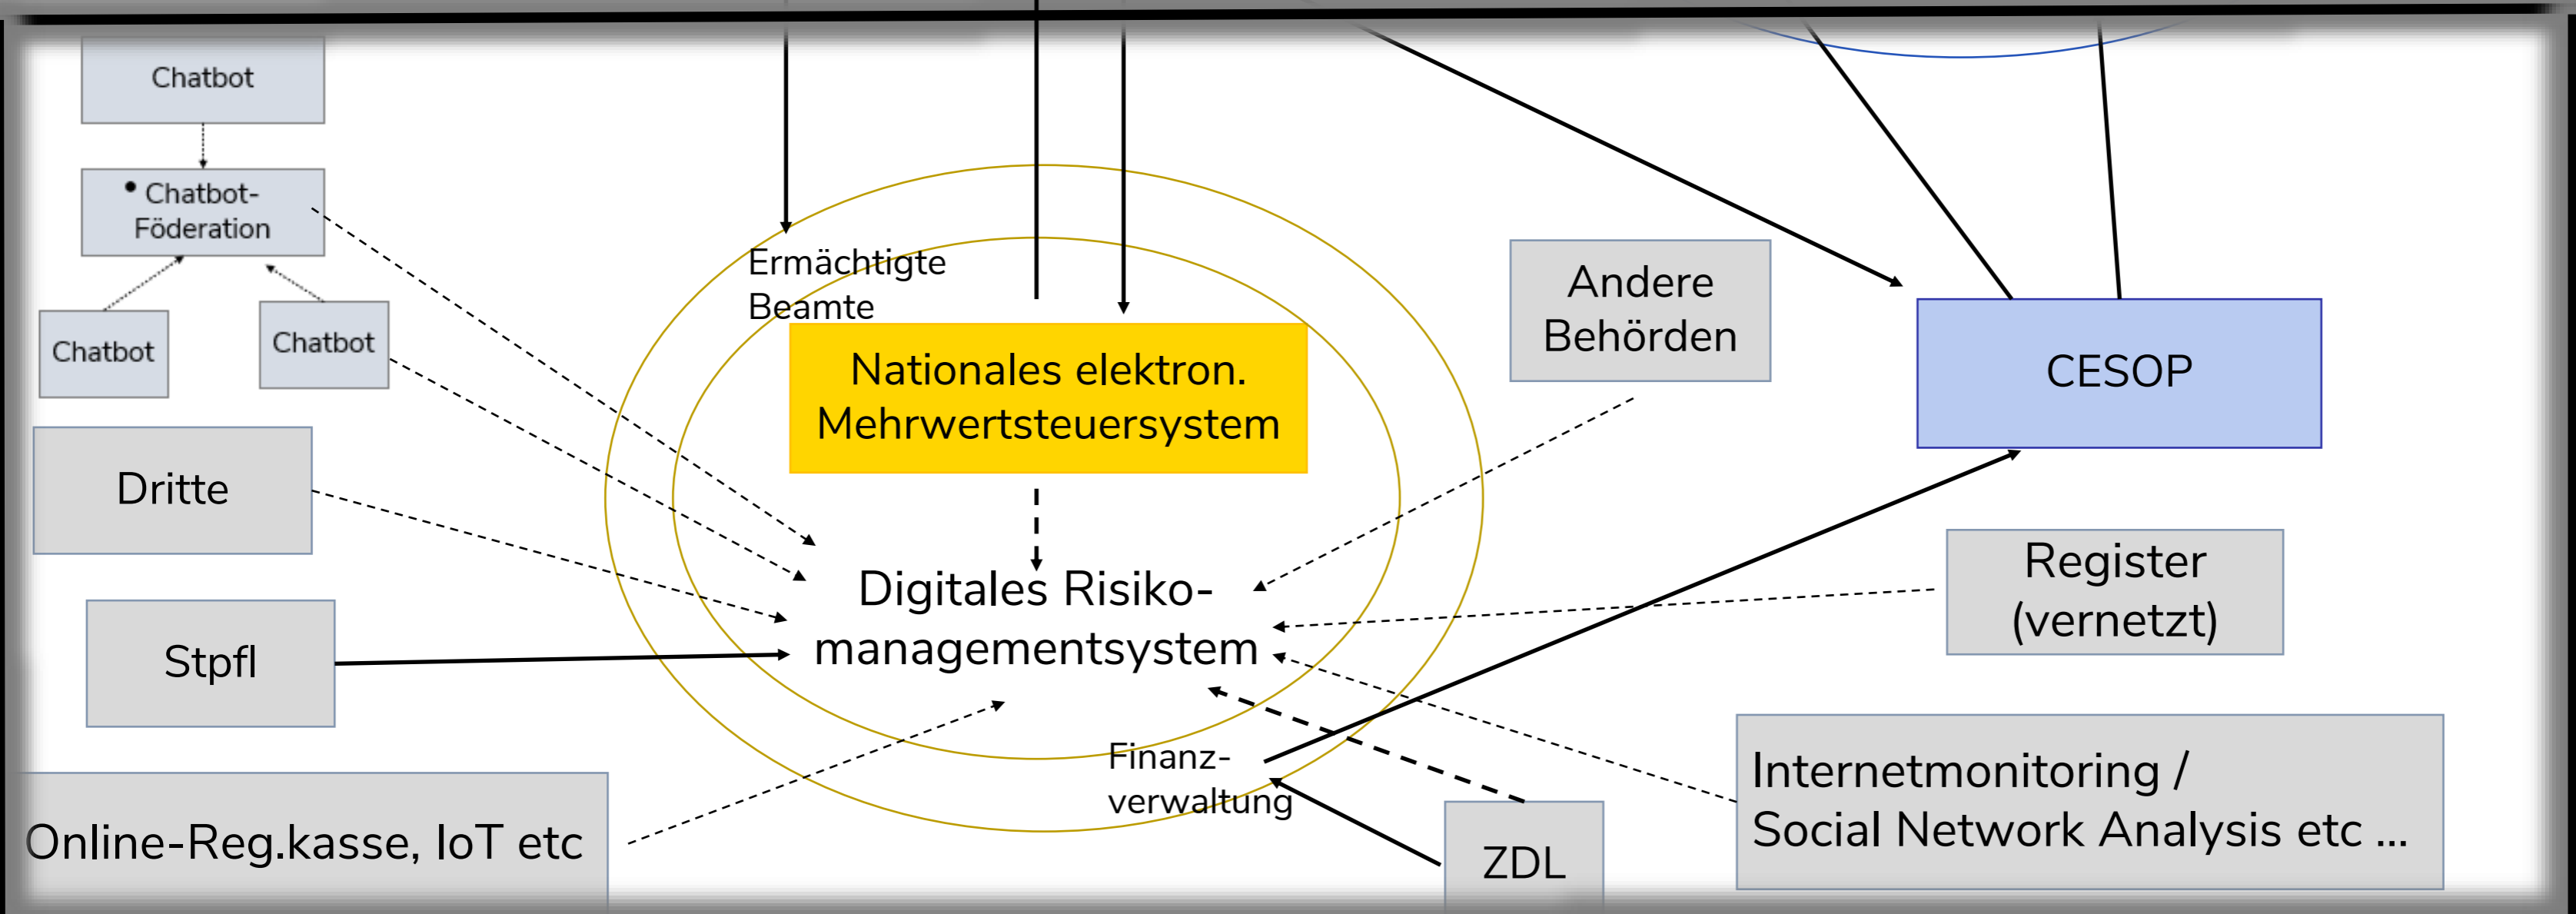 Chatbot
• Chatbot-
Föderation
Chatbot
Chatbot
Dritte
Stpfl
Online-Reg.kasse, IoT etc
Ermächtigte
Beamte
Nationales elektron.
Mehrwertsteuersystem
Digitales Risiko-
managementsystem
Finanz-
verwaltung
Andere
Behörden
CESOP
Register
(vernetzt)
Internetmonitoring /
Social Network Analysis etc ...
ZDL